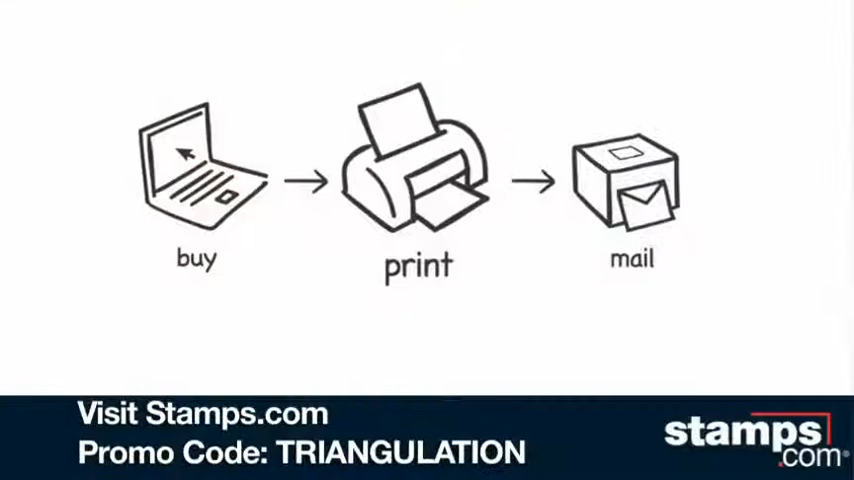 buy
print
mail
Visit Stamps.com
Promo Code: TRIANGULATION
stamps
.com®